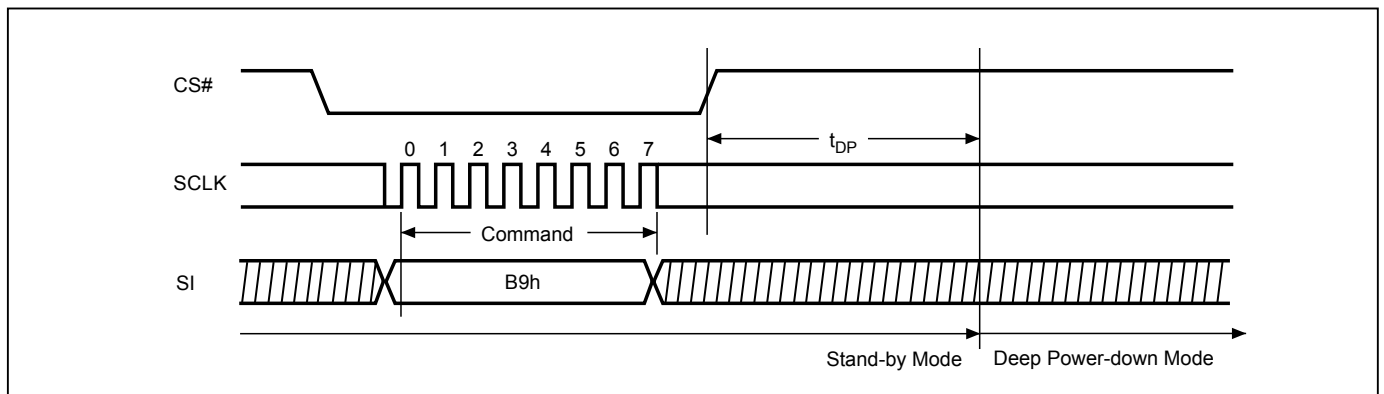 CS#
t_DP
0 1 2 3 4 5 6 7
SCLK
Command
SI
B9h
Stand-by Mode
Deep Power-down Mode